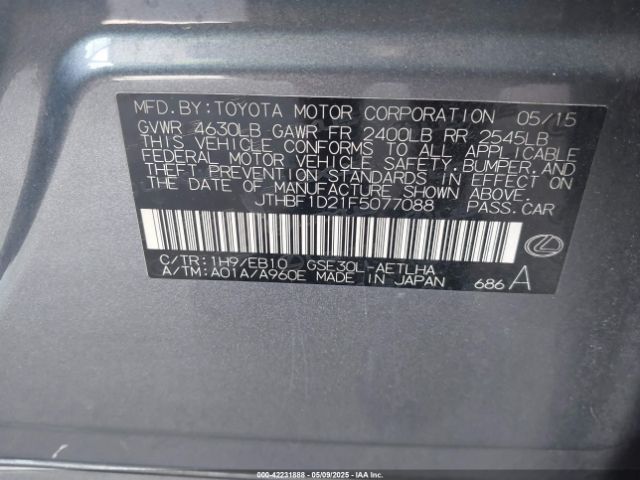 MFD.BY: TOYOTA MOTOR CORPORATION 05/15
GVWR 4630LB GAWR FR 2400LB RR 2545LB
THIS VEHICLE CONFORMS TO ALL APPLICABLE
FEDERAL MOTOR VEHICLE SAFETY, BUMPER, AND
THEFT PREVENTION STANDARDS IN EFFECT ON
THE DATE OF MANUFACTURE SHOWN ABOVE.
JTHBF1D21F5077088 PASS.CAR
C/TR: 1H9/EB10 GSE30L-AETLHA
A/TM: A01A/A960E MADE IN JAPAN
686 A
000-42231888 - 05/09/2025 - IAAI.COM